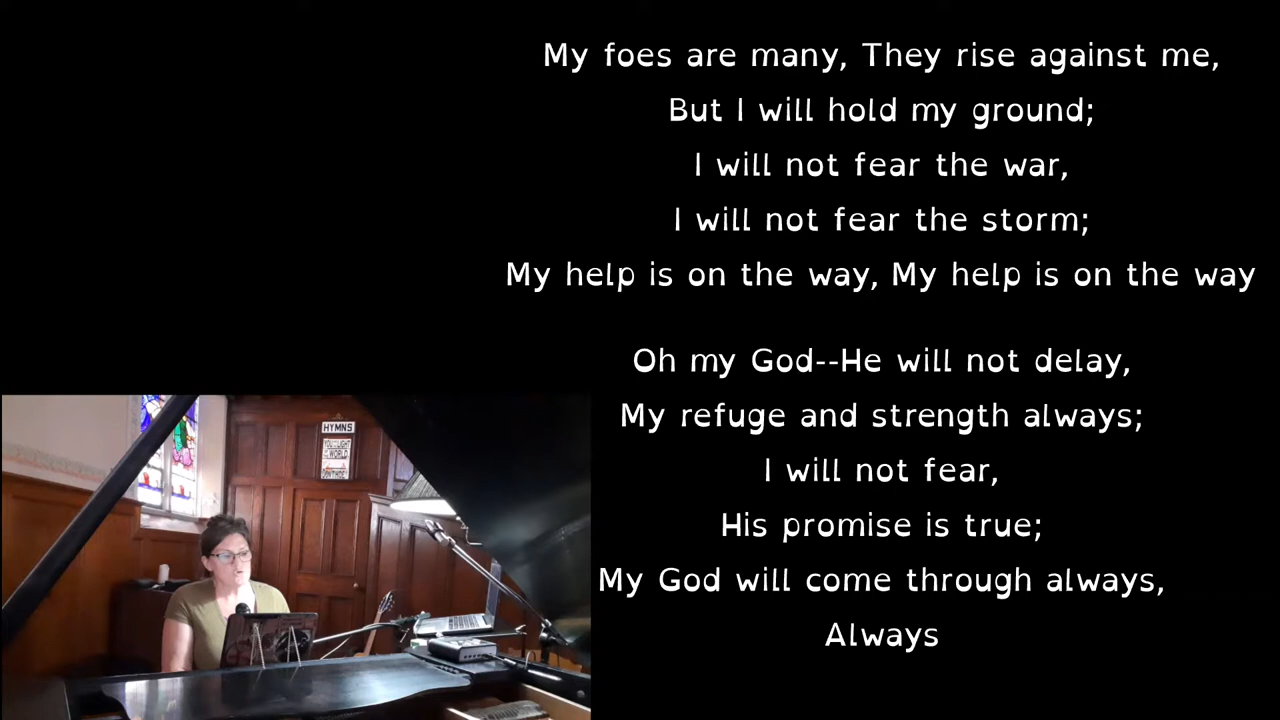 My foes are many, They rise against me,
But I will hold my ground;
I will not fear the war,
I will not fear the storm;
My help is on the way, My help is on the way
Oh my God--He will not delay,
My refuge and strength always;
I will not fear,
His promise is true;
My God will come through always,
Always
HYMNS
YOU
LIGHT
WORLD